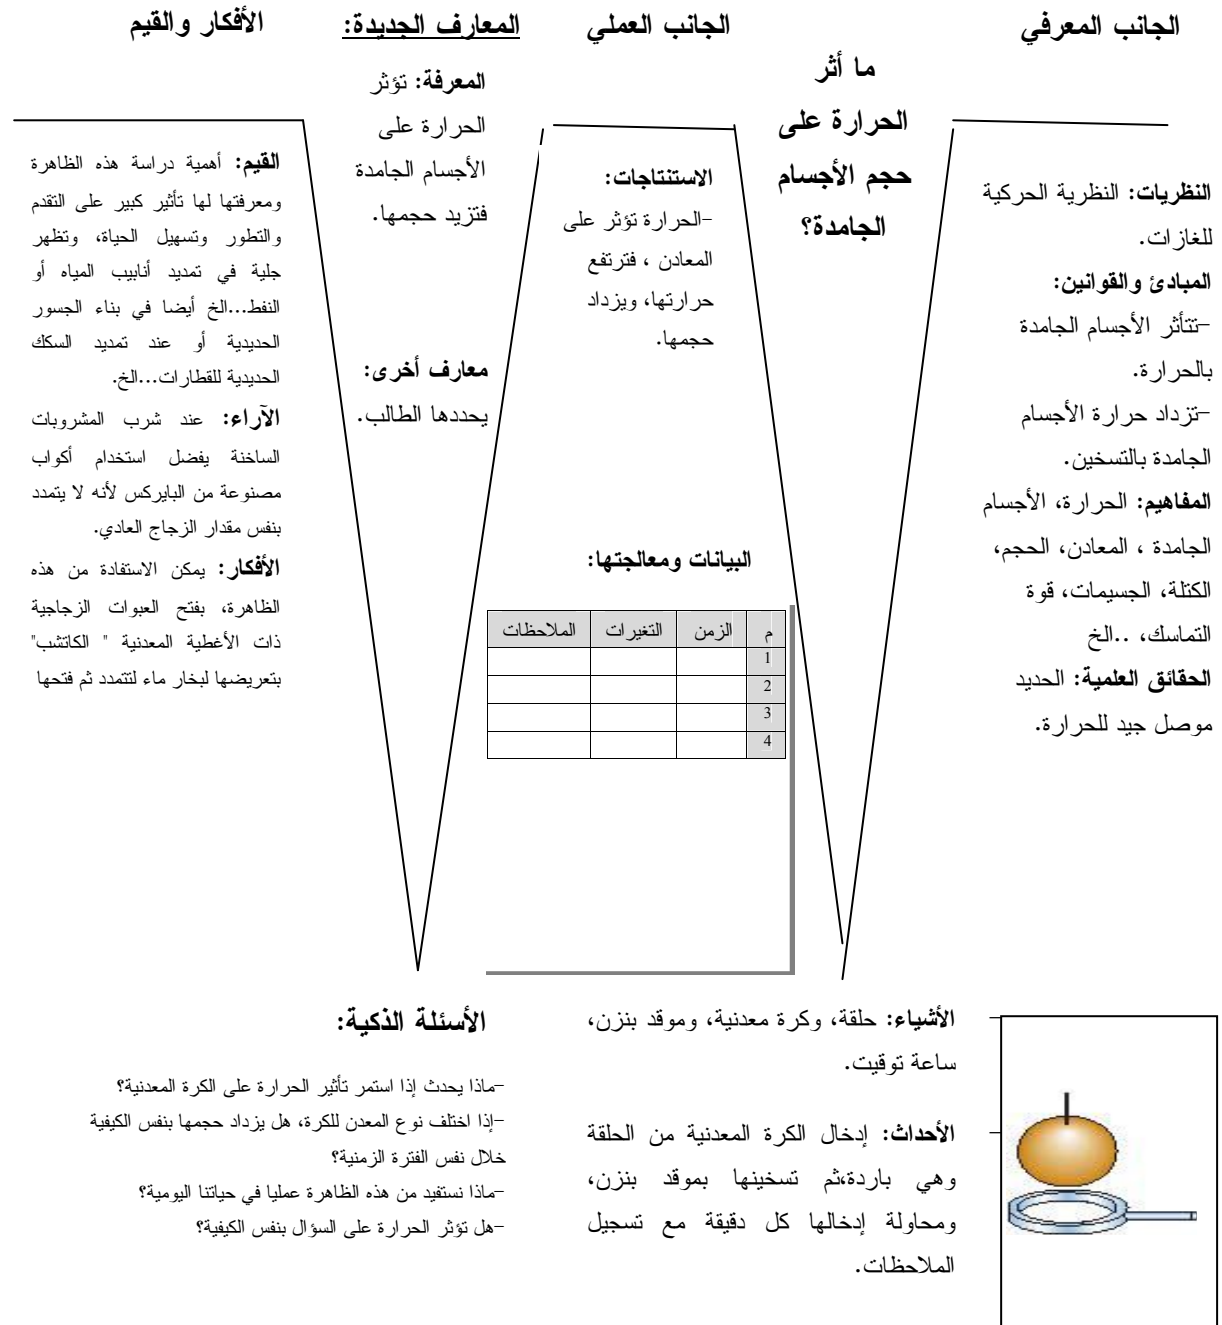 الجانب المعرفي
النظريات: النظرية الحركية
للغازات.
المبادئ والقوانين:
-تتأثر الأجسام الجامدة
بالحرارة.
-تزداد حرارة الأجسام
الجامدة بالتسخين.
المفاهيم: الحرارة، الأجسام
الجامدة ، المعادن، الحجم،
الكتلة، الجسيمات، قوة
التماسك، ..الخ
الحقائق العلمية: الحديد
موصل جيد للحرارة.
ما أثر
الحرارة على
حجم الأجسام
الجامدة؟
الجانب العملي
الاستنتاجات:
-الحرارة تؤثر على
المعادن ، فترتفع
حرارتها، ويزداد
حجمها.
البيانات ومعالجتها:
م الزمن التغيرات الملاحظات
1
2
3
4
المعارف الجديدة:
المعرفة: تؤثر
الحرارة على
الأجسام الجامدة
فتزيد حجمها.
معارف أخرى:
يحددها الطالب.
الأفكار والقيم
القيم: أهمية دراسة هذه الظاهرة
ومعرفتها لها تأثير كبير على التقدم
والتطور وتسهيل الحياة، وتظهر
جلية في تمديد أنابيب المياه أو
النفط...الخ أيضا في بناء الجسور
الحديدية أو عند تمديد السكك
الحديدية للقطارات...الخ.
الآراء: عند شرب المشروبات
الساخنة يفضل استخدام أكواب
مصنوعة من البايركس لأنه لا يتمدد
بنفس مقدار الزجاج العادي.
الأفكار: يمكن الاستفادة من هذه
الظاهرة، بفتح العبوات الزجاجية
ذات الأغطية المعدنية " الكاتشب"
بتعريضها لبخار ماء لتتمدد ثم فتحها
الأشياء: حلقة، وكرة معدنية، وموقد بنزن،
ساعة توقيت.
الأحداث: إدخال الكرة المعدنية من الحلقة
وهي باردة،ثم تسخينها بموقد بنزن،
ومحاولة إدخالها كل دقيقة مع تسجيل
الملاحظات.
الأسئلة الذكية:
-ماذا يحدث إذا استمر تأثير الحرارة على الكرة المعدنية؟
-إذا اختلف نوع المعدن للكرة، هل يزداد حجمها بنفس الكيفية
خلال نفس الفترة الزمنية؟
-ماذا نستفيد من هذه الظاهرة عمليا في حياتنا اليومية؟
-هل تؤثر الحرارة على السؤال بنفس الكيفية؟